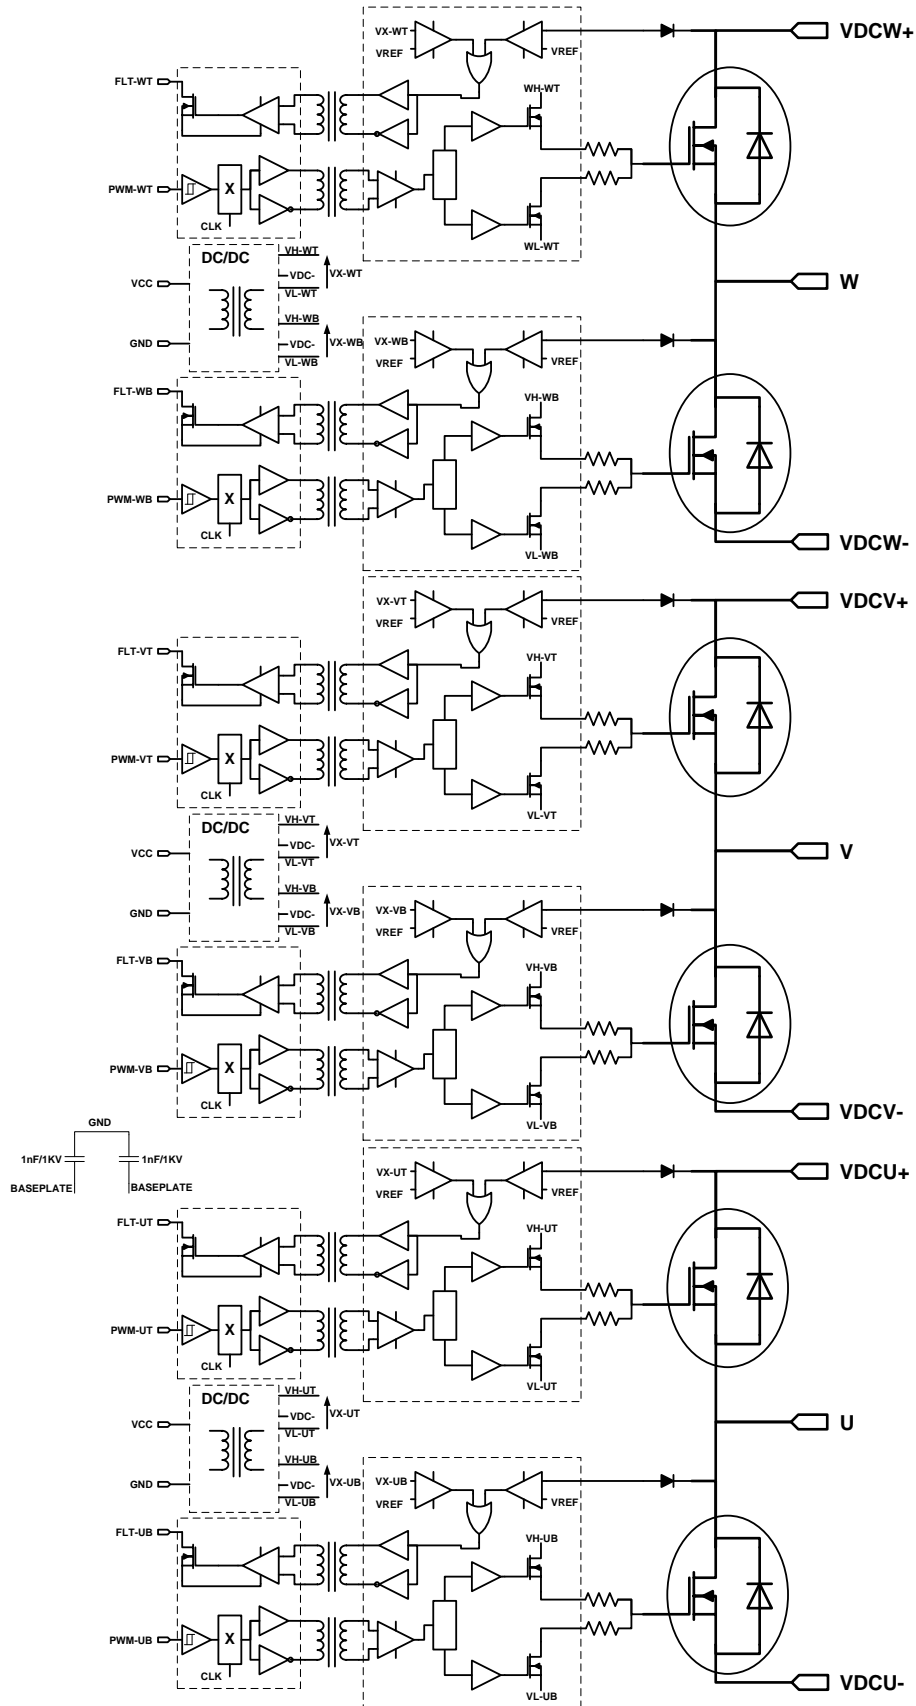 VX-WT
VREF
VREF
VDCW+
FLT-WT
WH-WT
PWM-WT
X
CLK
WL-WT
DC/DC
VH-WT
VDC-
VX-WT
VL-WT
VCC
W
VH-WB
GND
VDC-
VX-WB
VL-WB
VX-WB
VREF
VREF
FLT-WB
VH-WB
PWM-WB
X
CLK
VL-WB
VDCW-
VX-VT
VREF
VREF
VDCV+
FLT-VT
VH-VT
PWM-VT
X
CLK
VL-VT
DC/DC
VH-VT
VDC-
VX-VT
VL-VT
VCC
V
VH-VB
GND
VDC-
VX-VB
VL-VB
VX-VB
VREF
VREF
FLT-VB
VH-VB
PWM-VB
X
CLK
VL-VB
VDCV-
GND
1nF/1KV
1nF/1KV
BASEPLATE
BASEPLATE
VX-UT
VREF
VREF
VDCU+
FLT-UT
VH-UT
PWM-UT
X
CLK
VL-UT
DC/DC
VH-UT
VDC-
VX-UT
VL-UT
VCC
U
VH-UB
GND
VDC-
VX-UB
VL-UB
VX-UB
VREF
VREF
FLT-UB
VH-UB
PWM-UB
X
CLK
VL-UB
VDCU-